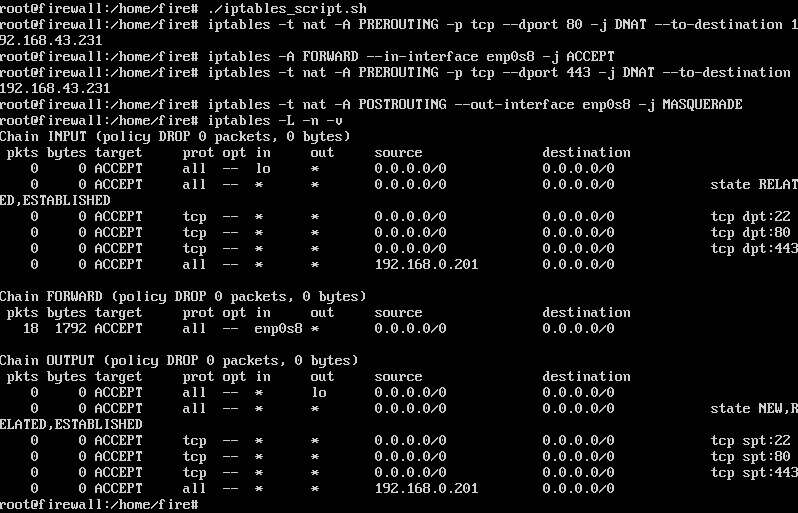 root@firewall:/home/fire# ./iptables_script.sh
root@firewall:/home/fire# iptables -t nat -A PREROUTING -p tcp --dport 80 -j DNAT --to-destination 1
92.168.43.231
root@firewall:/home/fire# iptables -A FORWARD --in-interface enp0s8 -j ACCEPT
root@firewall:/home/fire# iptables -t nat -A PREROUTING -p tcp --dport 443 -j DNAT --to-destination
192.168.43.231
root@firewall:/home/fire# iptables -t nat -A POSTROUTING --out-interface enp0s8 -j MASQUERADE
root@firewall:/home/fire# iptables -L -n -v
Chain INPUT (policy DROP 0 packets, 0 bytes)
pkts bytes target prot opt in out source destination
0 0 ACCEPT all -- lo * 0.0.0.0/0 0.0.0.0/0
0 0 ACCEPT all -- * * 0.0.0.0/0 0.0.0.0/0 state RELAT
ED,ESTABLISHED
0 0 ACCEPT tcp -- * * 0.0.0.0/0 0.0.0.0/0 tcp dpt:22
0 0 ACCEPT tcp -- * * 0.0.0.0/0 0.0.0.0/0 tcp dpt:80
0 0 ACCEPT tcp -- * * 0.0.0.0/0 0.0.0.0/0 tcp dpt:443
0 0 ACCEPT all -- * * 192.168.0.201 0.0.0.0/0
Chain FORWARD (policy DROP 0 packets, 0 bytes)
pkts bytes target prot opt in out source destination
18 1792 ACCEPT all -- enp0s8 * 0.0.0.0/0 0.0.0.0/0
Chain OUTPUT (policy DROP 0 packets, 0 bytes)
pkts bytes target prot opt in out source destination
0 0 ACCEPT all -- * lo 0.0.0.0/0 0.0.0.0/0
0 0 ACCEPT all -- * * 0.0.0.0/0 0.0.0.0/0 state NEW,R
ELATED,ESTABLISHED
0 0 ACCEPT tcp -- * * 0.0.0.0/0 0.0.0.0/0 tcp spt:22
0 0 ACCEPT tcp -- * * 0.0.0.0/0 0.0.0.0/0 tcp spt:80
0 0 ACCEPT tcp -- * * 0.0.0.0/0 0.0.0.0/0 tcp spt:443
0 0 ACCEPT all -- * * 192.168.0.201 0.0.0.0/0
root@firewall:/home/fire#